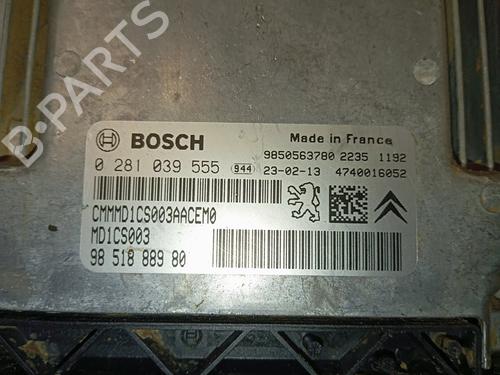 B-PARTS
BOSCH
Made in France
0 281 039 555 944
9850563780 2235 1192
23-02-13 4740016052
CMMMD1CS003AACEM0
MD1CS003
98 518 889 80